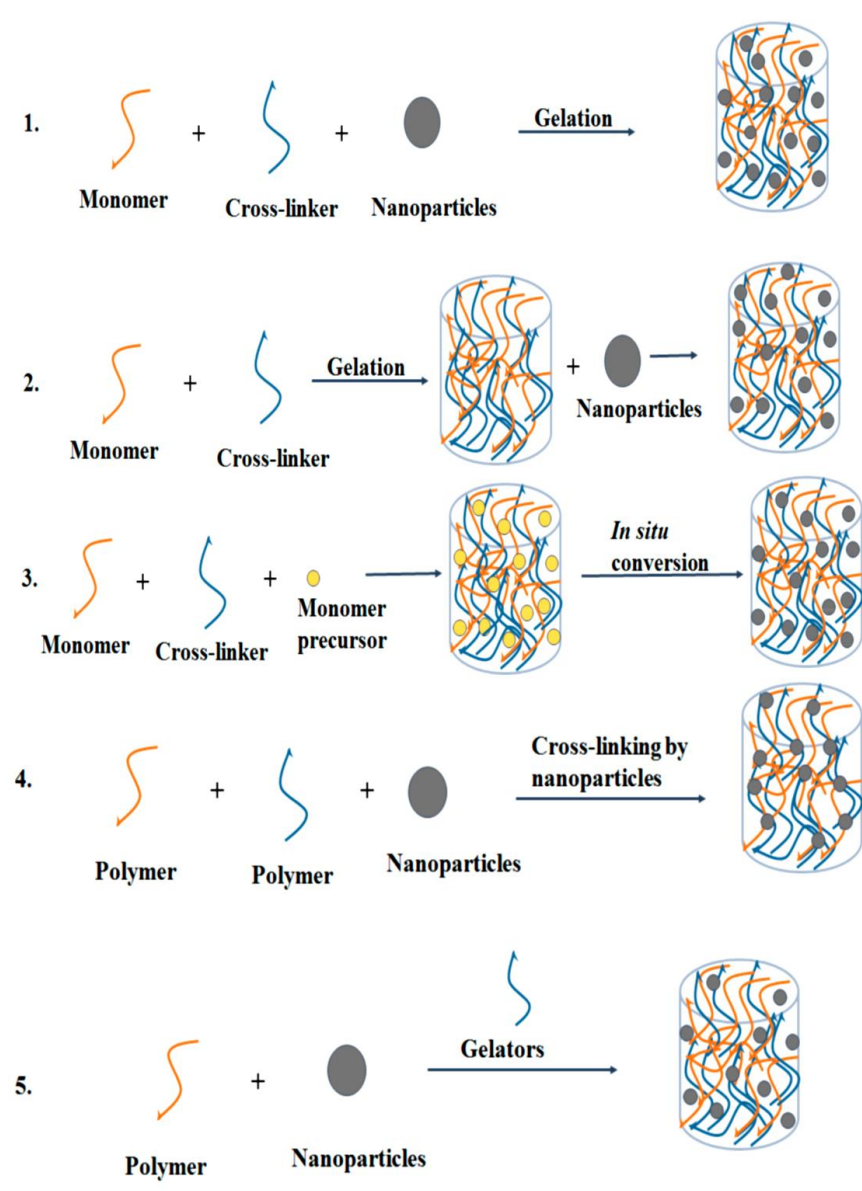 1.
Monomer
+
Cross-linker
+
Nanoparticles
Gelation
2.
Monomer
+
Cross-linker
Gelation
+
Nanoparticles
3.
Monomer
+
Cross-linker
+
Monomer
precursor
In situ
conversion
4.
Polymer
+
Polymer
+
Nanoparticles
Cross-linking by
nanoparticles
5.
Polymer
+
Nanoparticles
Gelators